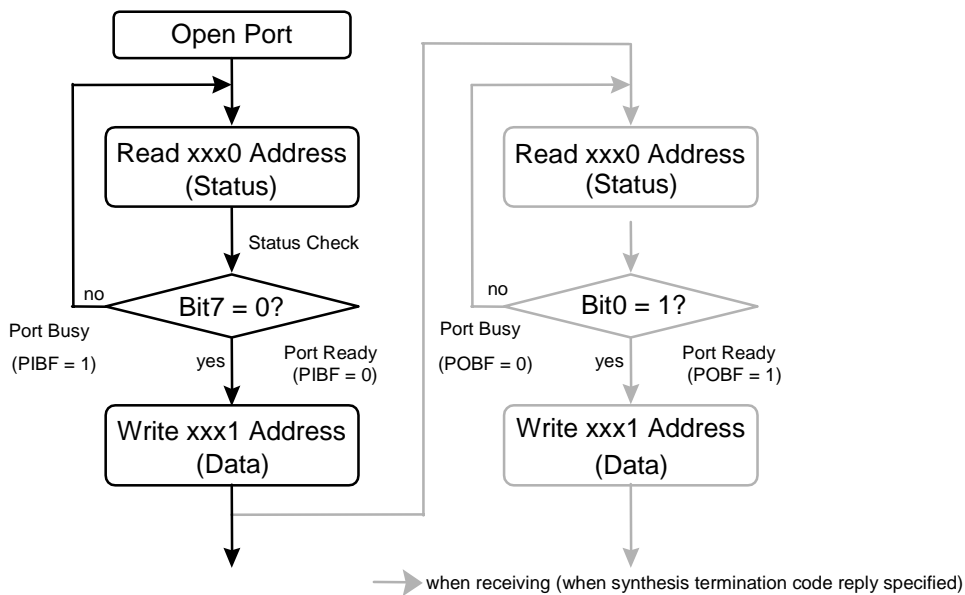 Open Port
Read xxx0 Address
(Status)
Status Check
Bit7 = 0?
no
Port Busy
(PIBF = 1)
yes
Port Ready
(PIBF = 0)
Write xxx1 Address
(Data)
Read xxx0 Address
(Status)
Bit0 = 1?
no
Port Busy
(POBF = 0)
yes
Port Ready
(POBF = 1)
Write xxx1 Address
(Data)
when receiving (when synthesis termination code reply specified)